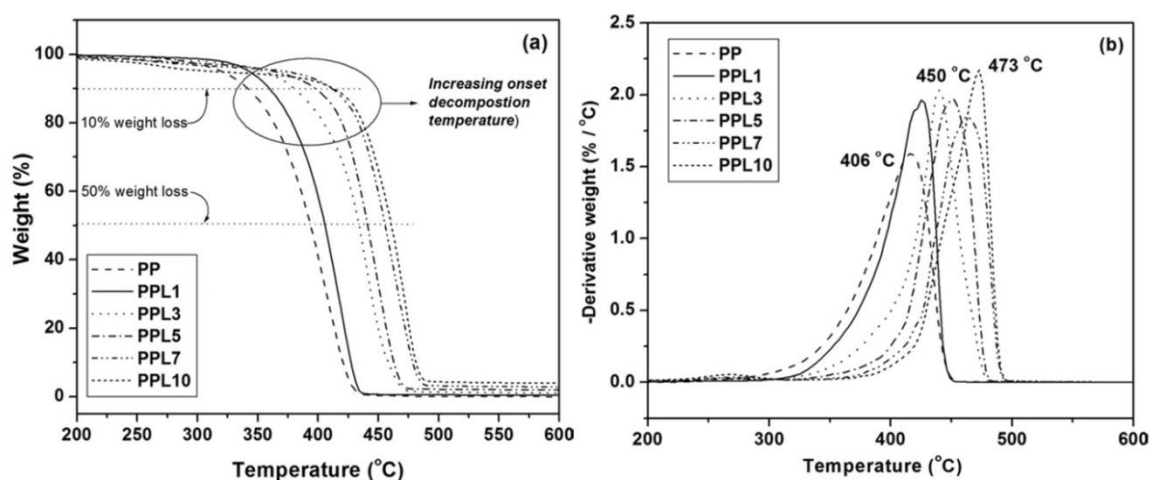 (a)
100
80
60
40
20
0
Weight (%)
10% weight loss
50% weight loss
Increasing onset
decompostion
temperature)
PP
PPL1
PPL3
PPL5
PPL7
PPL10
200 250 300 350 400 450 500 550 600
Temperature (°C)
(b)
2.5
2.0
1.5
1.0
0.5
0.0
-Derivative weight (% / °C)
PP
PPL1
PPL3
PPL5
PPL7
PPL10
406 °C
450 °C
473 °C
200 300 400 500 600
Temperature (°C)